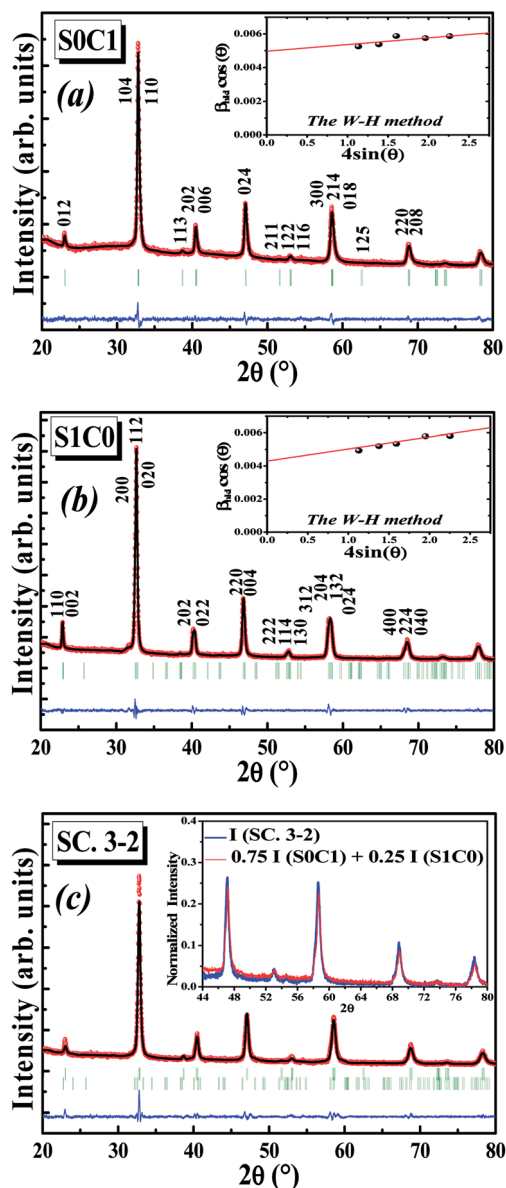 S0C1
(a)
Intensity (arb. units)
012
104
110
113
202
006
024
211
122
116
300
214
018
125
220
208
20 30 40 50 60 70 80
2θ (°)
0.006
0.004
0.002
0.000
β_hkl cos (θ)
The W-H method
0.0 0.5 1.0 1.5 2.0 2.5
4sin(θ)
S1C0
(b)
Intensity (arb. units)
110
002
200
112
020
202
022
220
004
222
114
130
312
204
132
024
400
224
040
20 30 40 50 60 70 80
2θ (°)
0.006
0.004
0.002
0.000
β_hkl cos (θ)
The W-H method
0.0 0.5 1.0 1.5 2.0 2.5
4sin(θ)
SC. 3-2
(c)
Intensity (arb. units)
20 30 40 50 60 70 80
2θ (°)
I (SC. 3-2)
0.75 I (S0C1) + 0.25 I (S1C0)
Normalized Intensity
0.4
0.3
0.2
0.1
0.0
44 48 52 56 60 64 68 72 76 80
2θ